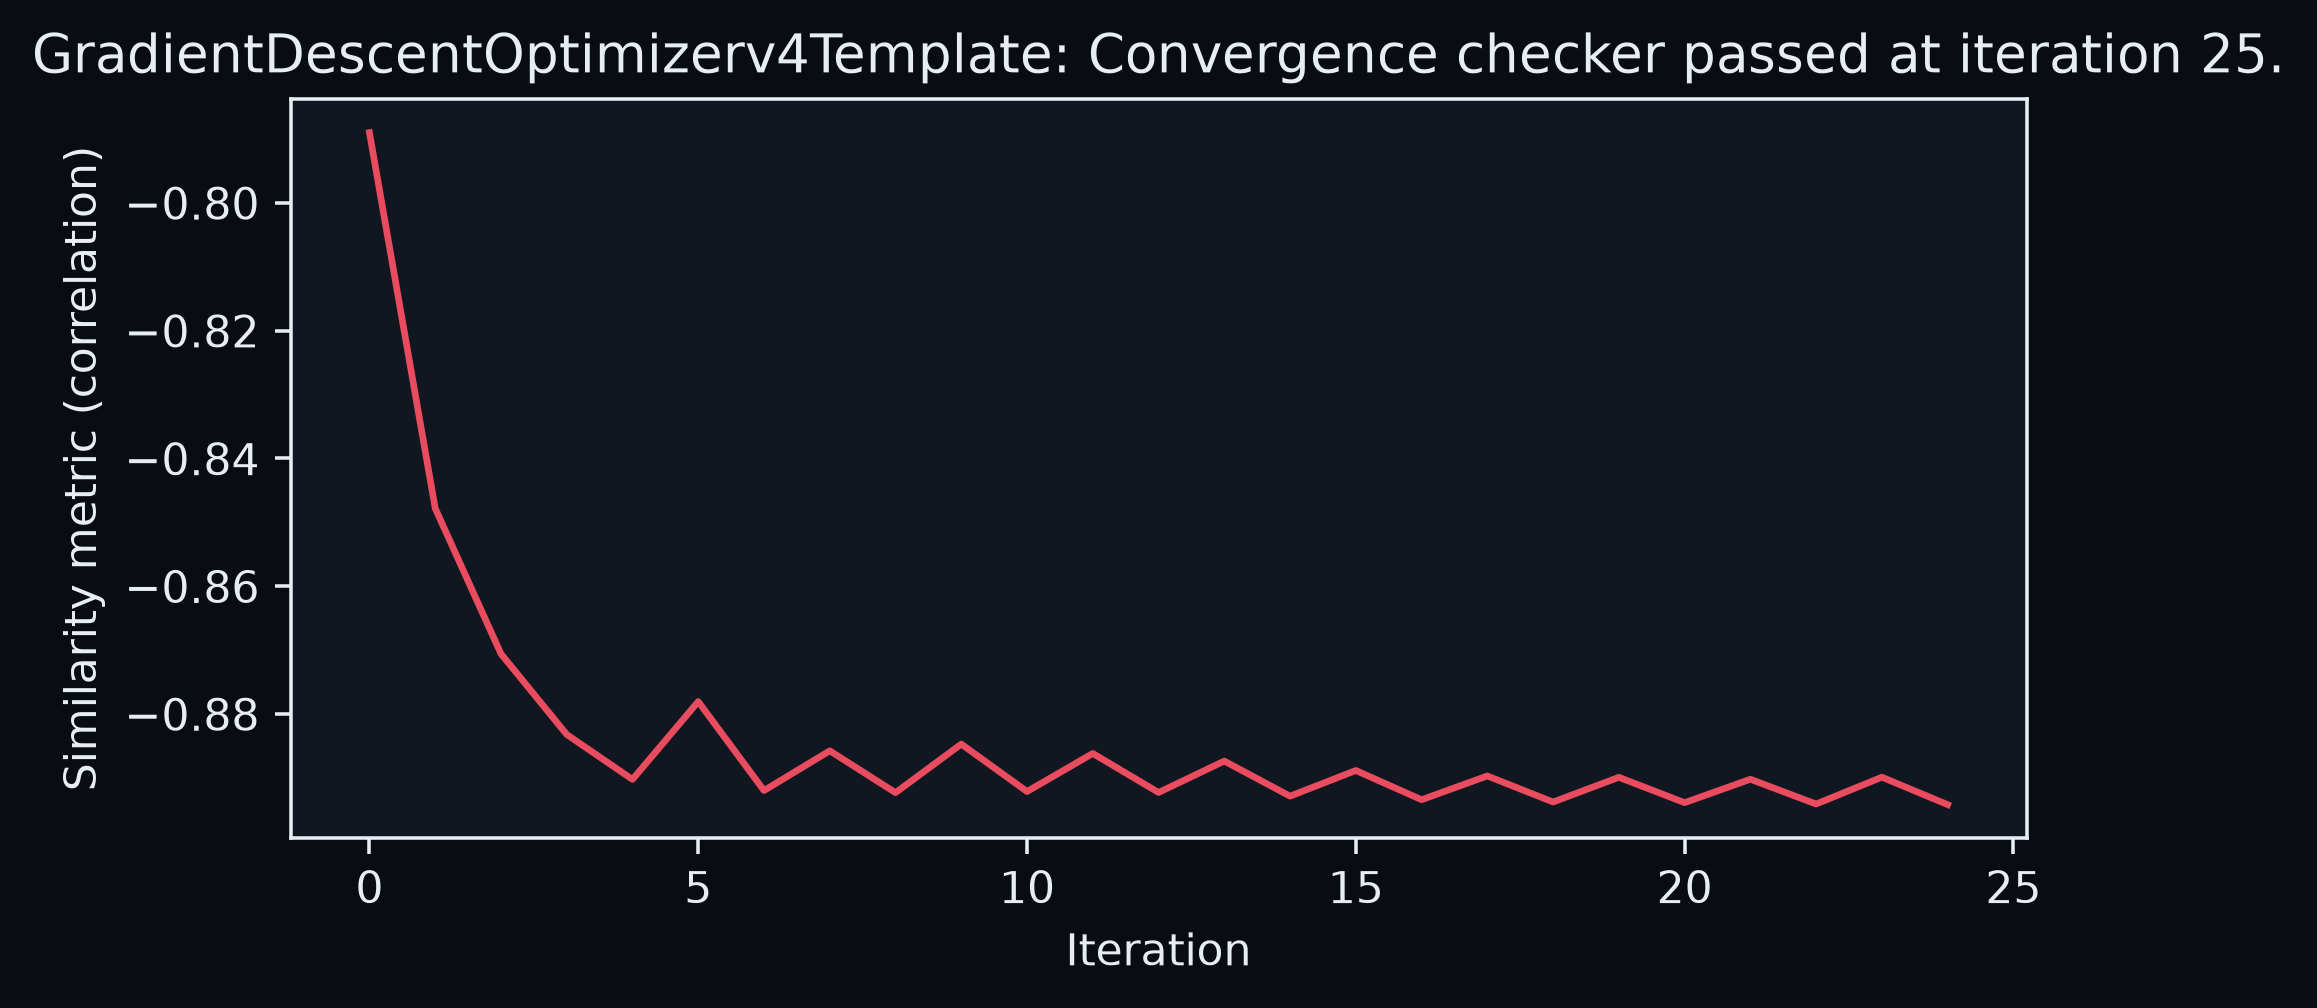 GradientDescentOptimizerv4Template: Convergence checker passed at iteration 25.
Similarity metric (correlation)
−0.80
−0.82
−0.84
−0.86
−0.88
0 5 10 15 20 25
Iteration